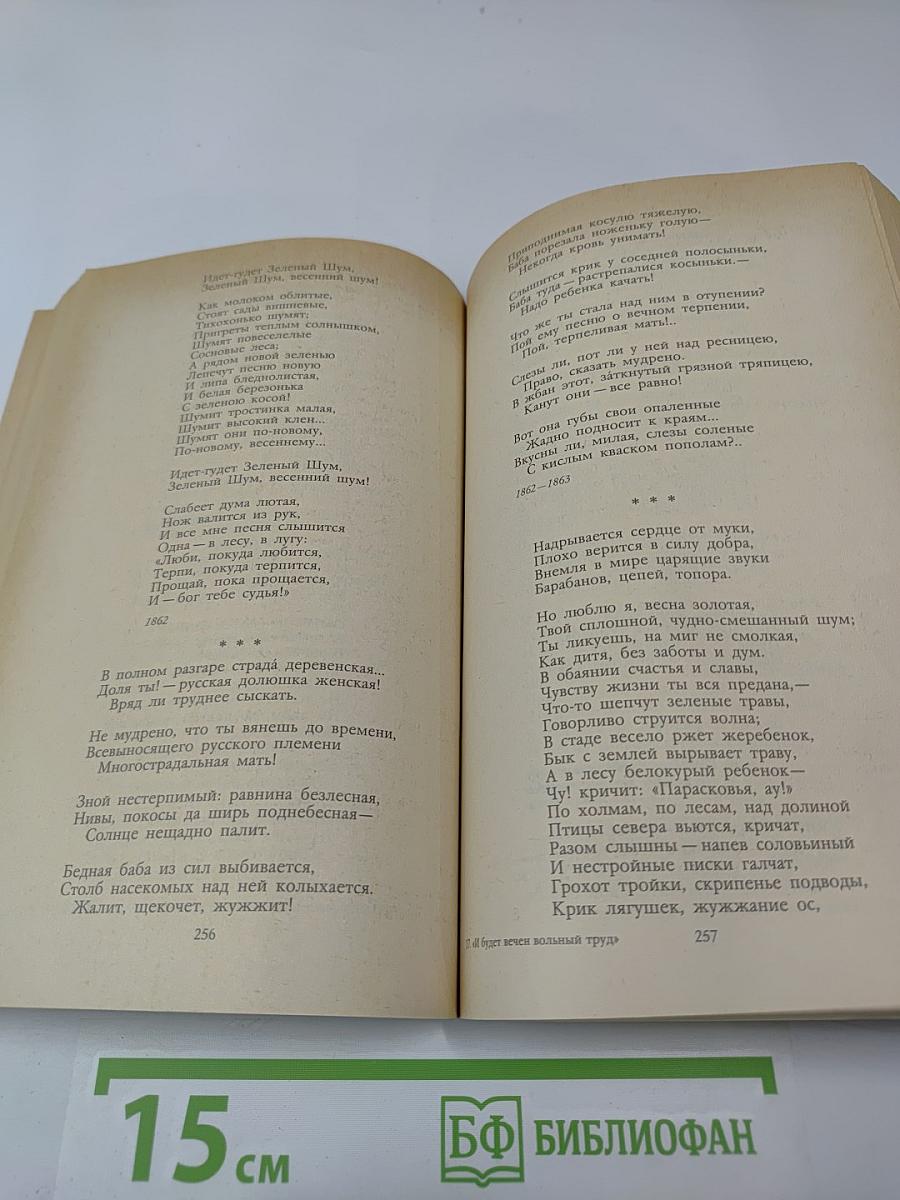 Идет-гудет Зеленый Шум,
Зеленый Шум, весенний шум!
Как молоком облитые,
Стоят сады вишневые,
Тихохонько шумят;
Пригреты теплым солнышком,
Шумят повеселелые
Сосновые леса;
А рядом новой зеленью
Лепечут песню новую
И липа бледнолистая,
И белая березонька
С зеленою косой!
Шумит тростинка малая,
Шумит высокий клен...
Шумят они по-новому,
По-новому, весеннему...
Идет-гудет Зеленый Шум,
Зеленый Шум, весенний шум!
Слабеет дума лютая,
Нож валится из рук,
И все мне песня слышится
Одна — в лесу, в лугу:
«Люби, покуда любится,
Терпи, покуда терпится,
Прощай, пока прощается,
И — бог тебе судья!»
1862
* * *
В полном разгаре страда́ деревенская...
Доля ты! — русская долюшка женская!
Вряд ли труднее сыскать.
Не мудрено, что ты вянешь до времени,
Всевыносящего русского племени
Многострадальная мать!
Зной нестерпимый: равнина безлесная,
Нивы, покосы да ширь поднебесная —
Солнце нещадно палит.
Бедная баба из сил выбивается,
Столб насекомых над ней колыхается.
Жалит, щекочет, жужжит!
256
Приподнимая косулю тяжелую,
Баба порезала ноженьку голую —
Некогда кровь унимать!
Слышится крик у соседней полосыньки,
Баба туда — растрепалися косыньки. —
Надо ребенка качать!
Что же ты стала над ним в отупении?
Пой ему песню о вечном терпении,
Пой, терпеливая мать!..
Слезы ли, пот ли у ней над ресницею,
Право, сказать мудрено.
В жбан этот, за́ткнутый грязной тряпицею,
Канут они — все равно!
Вот она губы свои опаленные
Жадно подносит к краям...
Вкусны ли, милая, слезы соленые
С кислым кваском пополам?..
1862—1863
* * *
Надрывается сердце от муки,
Плохо верится в силу добра,
Внемля в мире царящие звуки
Барабанов, цепей, топора.
Но люблю я, весна золотая,
Твой сплошной, чудно-смешанный шум;
Ты ликуешь, на миг не смолкая,
Как дитя, без заботы и дум.
В обаянии счастья и славы,
Чувству жизни ты вся предана,—
Что-то шепчут зеленые травы,
Говорливо струится волна;
В стаде весело ржет жеребенок,
Бык с землей вырывает траву,
А в лесу белокурый ребенок—
Чу! кричит: «Парасковья, ау!»
По холмам, по лесам, над долиной
Птицы севера вьются, кричат,
Разом слышны — напев соловьиный
И нестройные писки галчат,
Грохот тройки, скрипенье подводы,
Крик лягушек, жужжание ос,
17. «И будет вечен вольный труд»
257
15 см
БФ БИБЛИОФАН